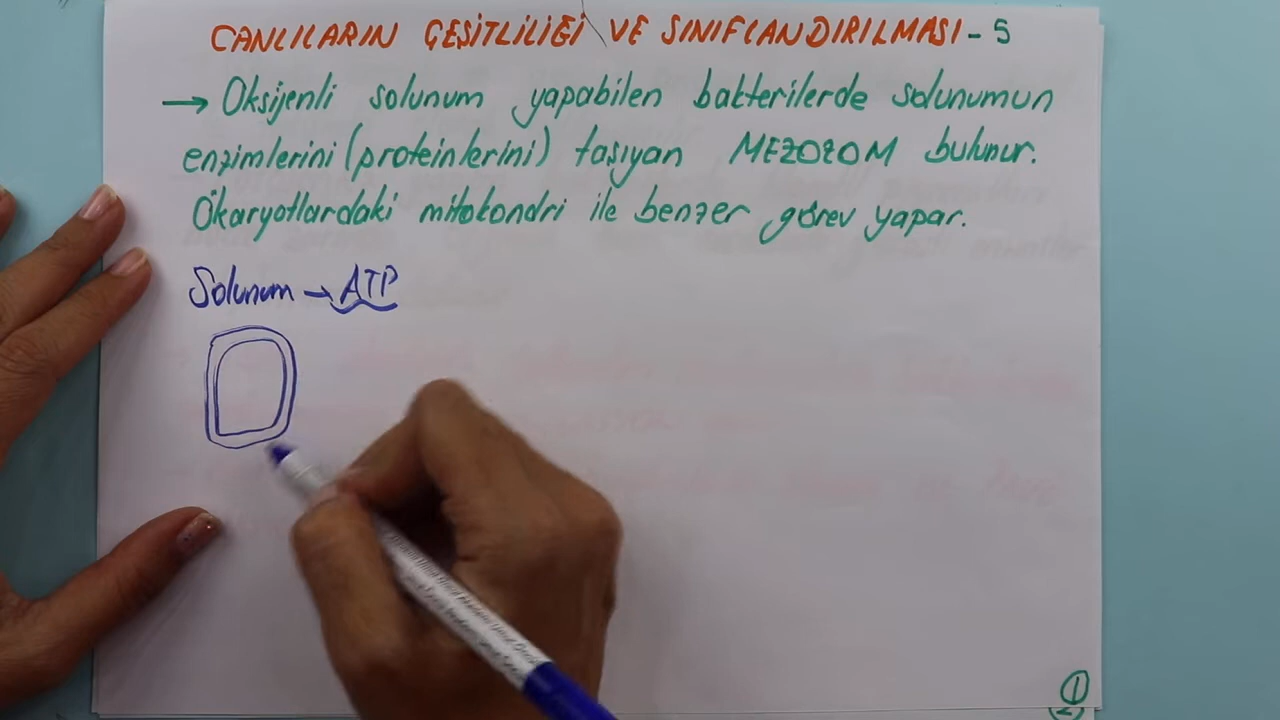 CANLILARIN ÇEŞİTLİLİĞİ VE SINIFLANDIRILMASI - 5
→ Oksijenli solunum yapabilen bakterilerde solunumun
enzimlerini (proteinlerini) taşıyan MEZOZOM bulunur.
Ökaryotlardaki mitokondri ile benzer görev yapar.
Solunum → ATP
1
2